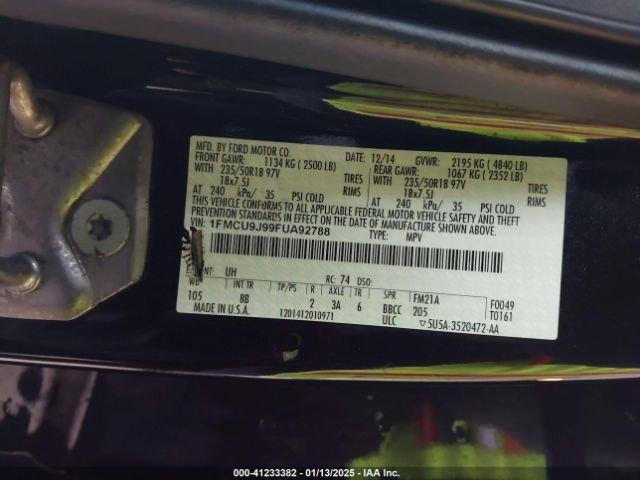 MFD. BY FORD MOTOR CO.
DATE: 12/14 GVWR: 2195 KG ( 4840 LB)
FRONT GAWR: 1134 KG ( 2500 LB) REAR GAWR: 1067 KG ( 2352 LB)
WITH 235/50R18 97V TIRES WITH 235/50R18 97V TIRES
18x7.5J RIMS 18x7.5J RIMS
AT 240 kPa/ 35 PSI COLD AT 240 kPa/ 35 PSI COLD
THIS VEHICLE CONFORMS TO ALL APPLICABLE FEDERAL MOTOR VEHICLE SAFETY AND THEFT
PREVENTION STANDARDS IN EFFECT ON THE DATE OF MANUFACTURE SHOWN ABOVE.
VIN: 1FMCU9J99FUA92788
TYPE: MPV
UH RC: 74 DSO:
WB BRK INT TR TP/PS R AXLE TR SPR FM21A F0049
105 BB 2 3A 6 BBCC 205 T0161
MADE IN U.S.A. 1201412010971 ULC ▽5U5A-3520472-AA
000-41233382 | 01/13/2025 | IAA Inc.